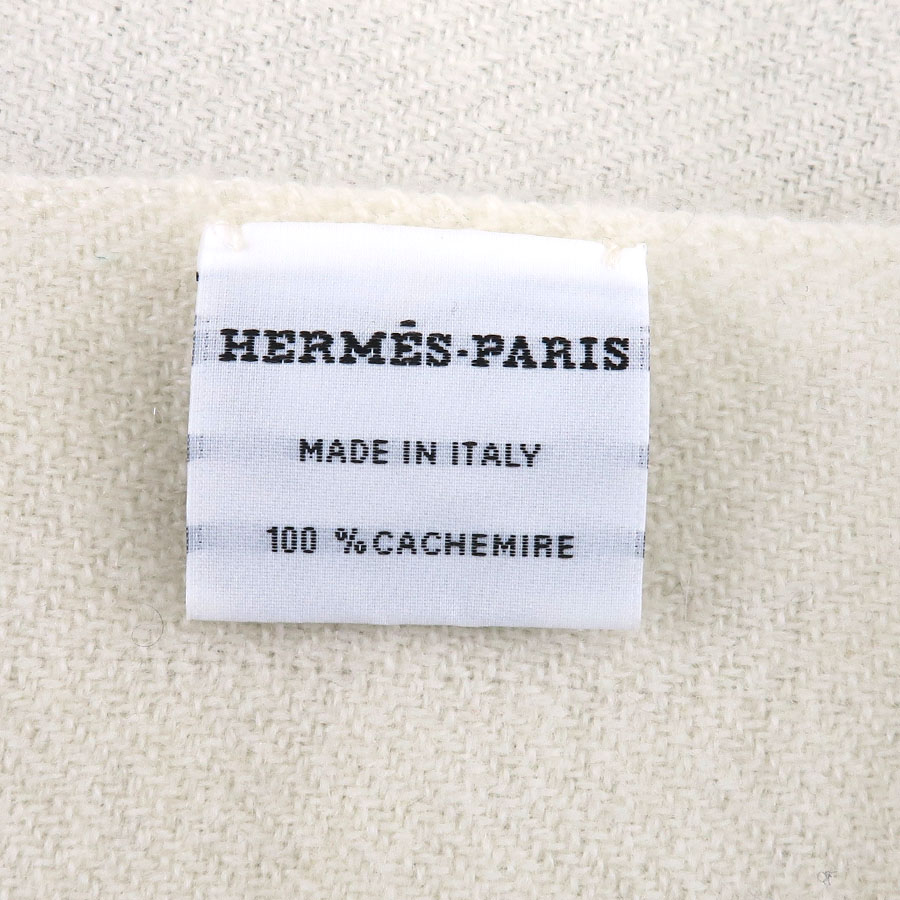 HERMÉS-PARIS
MADE IN ITALY
100 % CACHEMIRE